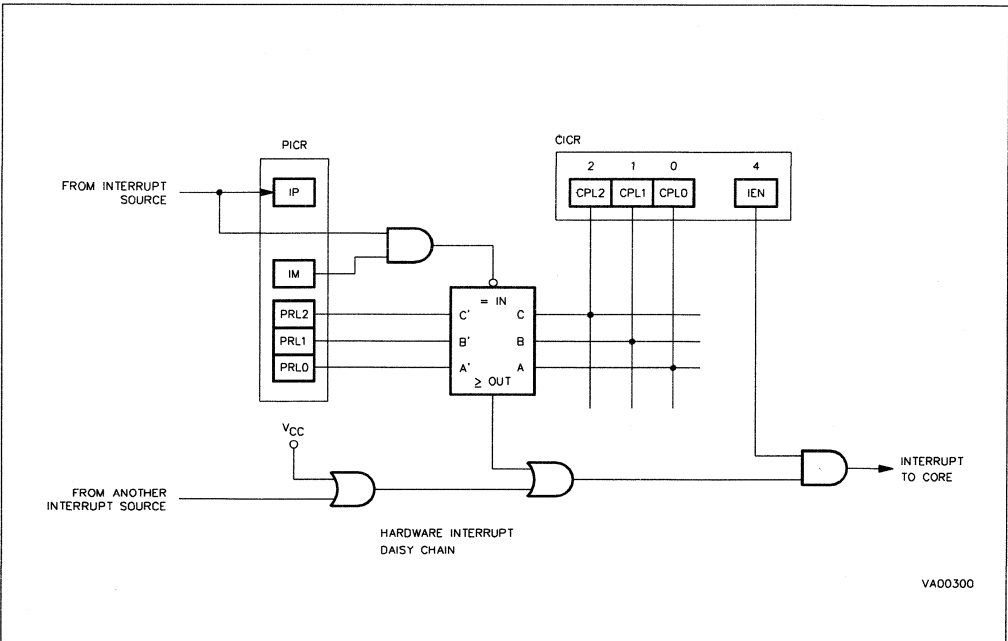 PICR
CICR
2 1 0 4
FROM INTERRUPT
SOURCE
IP
CPL2 CPL1 CPL0 IEN
IM
= IN
PRL2
C' C
PRL1
B' B
PRL0
A' A
≥ OUT
VCC
INTERRUPT
TO CORE
FROM ANOTHER
INTERRUPT SOURCE
HARDWARE INTERRUPT
DAISY CHAIN
VA00300